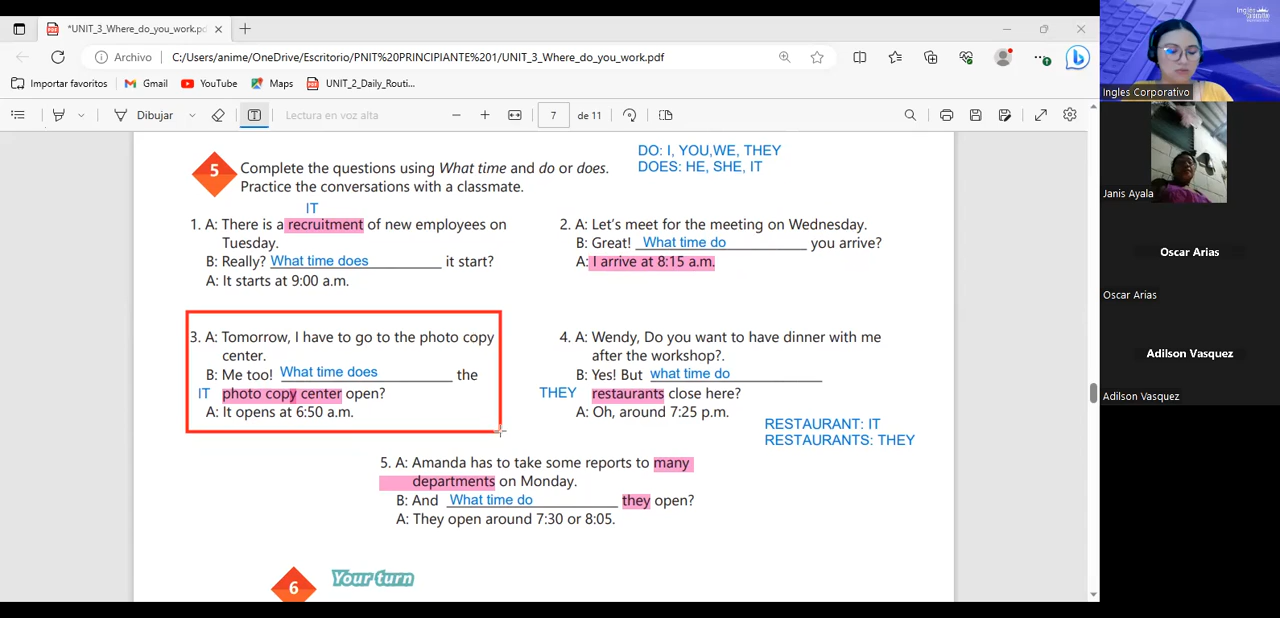 *UNIT_3_Where_do_you_work.pdf
Archivo C:/Users/anime/OneDrive/Escritorio/PNIT%20PRINCIPIANTE%201/UNIT_3_Where_do_you_work.pdf
Importar favoritos Gmail YouTube Maps UNIT_2_Daily_Routi...
Dibujar Lectura en voz alta 7 de 11
5 Complete the questions using What time and do or does.
Practice the conversations with a classmate.
DO: I, YOU,WE, THEY
DOES: HE, SHE, IT
IT
1. A: There is a recruitment of new employees on
Tuesday.
B: Really? What time does it start?
A: It starts at 9:00 a.m.
2. A: Let's meet for the meeting on Wednesday.
B: Great! What time do you arrive?
A: I arrive at 8:15 a.m.
3. A: Tomorrow, I have to go to the photo copy
center.
B: Me too! What time does the
IT photo copy center open?
A: It opens at 6:50 a.m.
4. A: Wendy, Do you want to have dinner with me
after the workshop?.
B: Yes! But what time do
THEY restaurants close here?
A: Oh, around 7:25 p.m.
RESTAURANT: IT
RESTAURANTS: THEY
5. A: Amanda has to take some reports to many
departments on Monday.
B: And What time do they open?
A: They open around 7:30 or 8:05.
6 Your turn
Ingles Corporativo
Janis Ayala
Oscar Arias
Oscar Arias
Adilson Vasquez
Adilson Vasquez